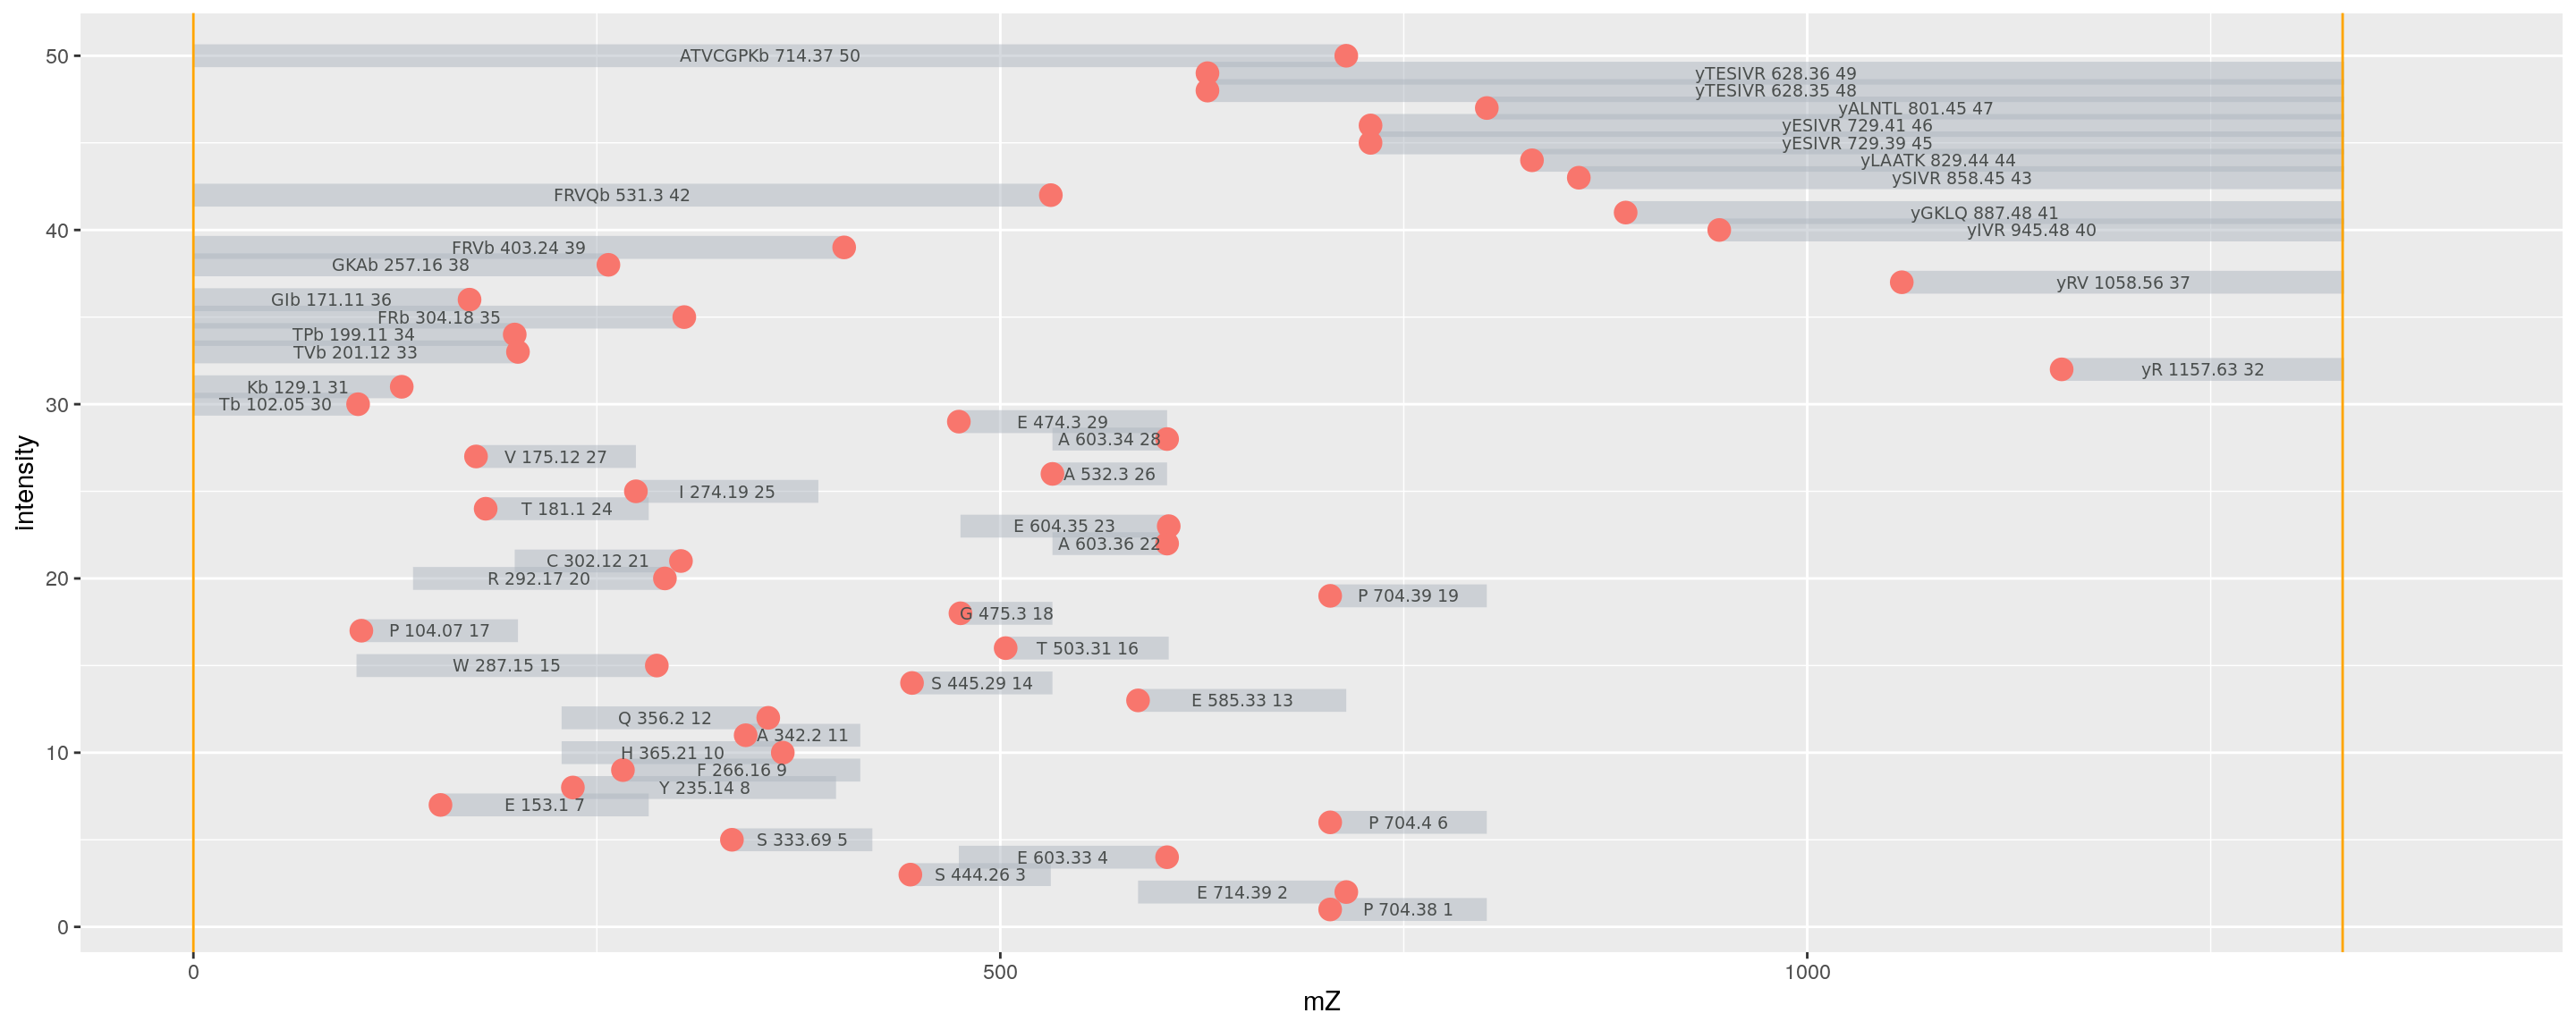 50
ATVCGPKb 714.37 50
yTESIVR 628.36 49
yTESIVR 628.35 48
yALNTL 801.45 47
yESIVR 729.41 46
yESIVR 729.39 45
yLAATK 829.44 44
ySIVR 858.45 43
FRVQb 531.3 42
yGKLQ 887.48 41
40
yIVR 945.48 40
FRVb 403.24 39
GKAb 257.16 38
yRV 1058.56 37
GIb 171.11 36
FRb 304.18 35
TPb 199.11 34
TVb 201.12 33
yR 1157.63 32
Kb 129.1 31
30
Tb 102.05 30
E 474.3 29
A 603.34 28
V 175.12 27
A 532.3 26
I 274.19 25
T 181.1 24
E 604.35 23
A 603.36 22
C 302.12 21
20
R 292.17 20
P 704.39 19
G 475.3 18
P 104.07 17
T 503.31 16
W 287.15 15
S 445.29 14
E 585.33 13
Q 356.2 12
A 342.2 11
10
H 365.21 10
F 266.16 9
Y 235.14 8
E 153.1 7
P 704.4 6
S 333.69 5
E 603.33 4
S 444.26 3
E 714.39 2
P 704.38 1
0
intensity
0 500 1000
mZ